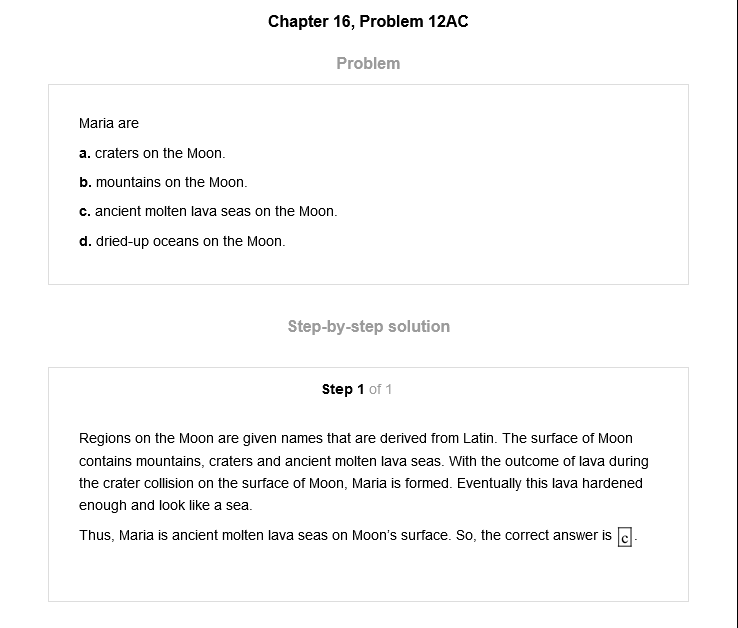 Chapter 16, Problem 12AC
Problem
Maria are
a. craters on the Moon.
b. mountains on the Moon.
c. ancient molten lava seas on the Moon.
d. dried-up oceans on the Moon.
Step-by-step solution
Step 1 of 1
Regions on the Moon are given names that are derived from Latin. The surface of Moon
contains mountains, craters and ancient molten lava seas. With the outcome of lava during
the crater collision on the surface of Moon, Maria is formed. Eventually this lava hardened
enough and look like a sea.
Thus, Maria is ancient molten lava seas on Moon's surface. So, the correct answer is c.